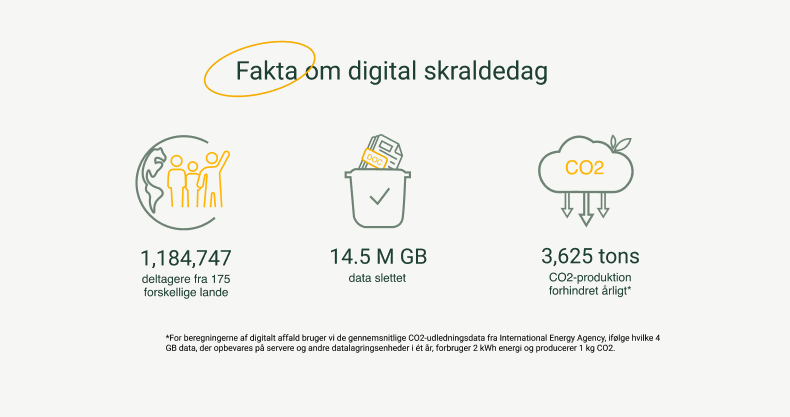 Fakta om digital skraldedag
DOC
CO2
1,184,747
deltagere fra 175
forskellige lande
14.5 M GB
data slettet
3,625 tons
CO2-produktion
forhindret årligt*
*For beregningerne af digitalt affald bruger vi de gennemsnitlige CO2-udledningsdata fra International Energy Agency, ifølge hvilke 4
GB data, der opbevares på servere og andre datalagringsenheder i ét år, forbruger 2 kWh energi og producerer 1 kg CO2.